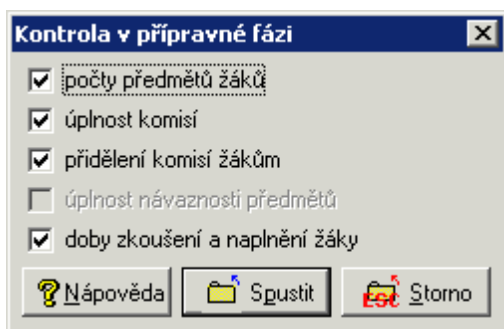 Kontrola v přípravné fázi
počty předmětů žáků
úplnost komisí
přidělení komisí žákům
úplnost návaznosti předmětů
doby zkoušení a naplnění žáky
Nápověda Spustit ESC Storno